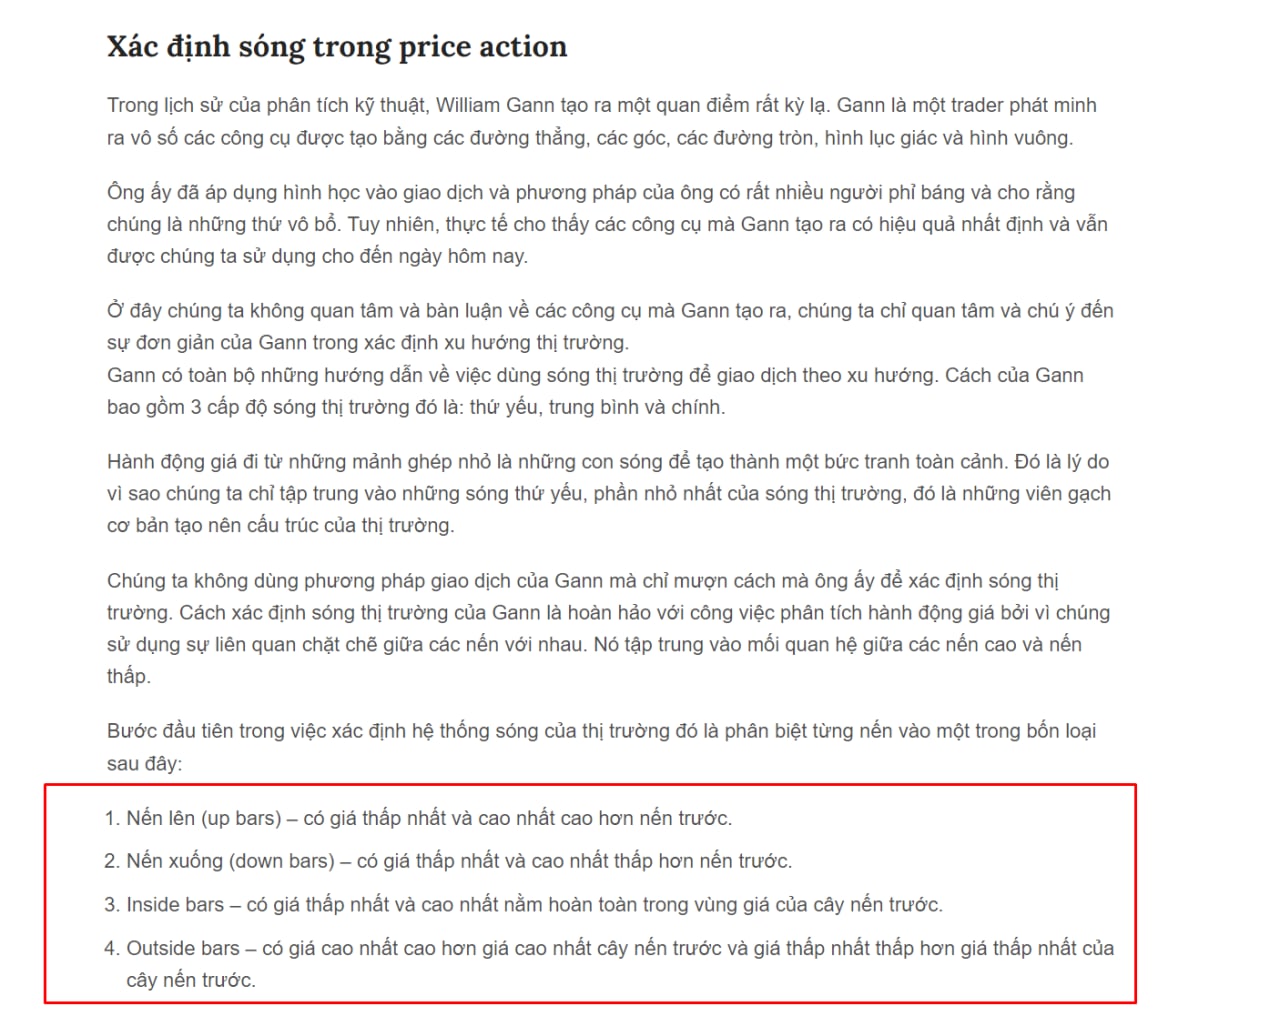 Xác định sóng trong price action
Trong lịch sử của phân tích kỹ thuật, William Gann tạo ra một quan điểm rất kỳ lạ. Gann là một trader phát minh
ra vô số các công cụ được tạo bằng các đường thẳng, các góc, các đường tròn, hình lục giác và hình vuông.
Ông ấy đã áp dụng hình học vào giao dịch và phương pháp của ông có rất nhiều người phỉ báng và cho rằng
chúng là những thứ vô bổ. Tuy nhiên, thực tế cho thấy các công cụ mà Gann tạo ra có hiệu quả nhất định và vẫn
được chúng ta sử dụng cho đến ngày hôm nay.
Ở đây chúng ta không quan tâm và bàn luận về các công cụ mà Gann tạo ra, chúng ta chỉ quan tâm và chú ý đến
sự đơn giản của Gann trong xác định xu hướng thị trường.
Gann có toàn bộ những hướng dẫn về việc dùng sóng thị trường để giao dịch theo xu hướng. Cách của Gann
bao gồm 3 cấp độ sóng thị trường đó là: thứ yếu, trung bình và chính.
Hành động giá đi từ những mảnh ghép nhỏ là những con sóng để tạo thành một bức tranh toàn cảnh. Đó là lý do
vì sao chúng ta chỉ tập trung vào những sóng thứ yếu, phần nhỏ nhất của sóng thị trường, đó là những viên gạch
cơ bản tạo nên cấu trúc của thị trường.
Chúng ta không dùng phương pháp giao dịch của Gann mà chỉ mượn cách mà ông ấy để xác định sóng thị
trường. Cách xác định sóng thị trường của Gann là hoàn hảo với công việc phân tích hành động giá bởi vì chúng
sử dụng sự liên quan chặt chẽ giữa các nến với nhau. Nó tập trung vào mối quan hệ giữa các nến cao và nến
thấp.
Bước đầu tiên trong việc xác định hệ thống sóng của thị trường đó là phân biệt từng nến vào một trong bốn loại
sau đây:
1. Nến lên (up bars) – có giá thấp nhất và cao nhất cao hơn nến trước.
2. Nến xuống (down bars) – có giá thấp nhất và cao nhất thấp hơn nến trước.
3. Inside bars – có giá thấp nhất và cao nhất nằm hoàn toàn trong vùng giá của cây nến trước.
4. Outside bars – có giá cao nhất cao hơn giá cao nhất cây nến trước và giá thấp nhất thấp hơn giá thấp nhất của
cây nến trước.